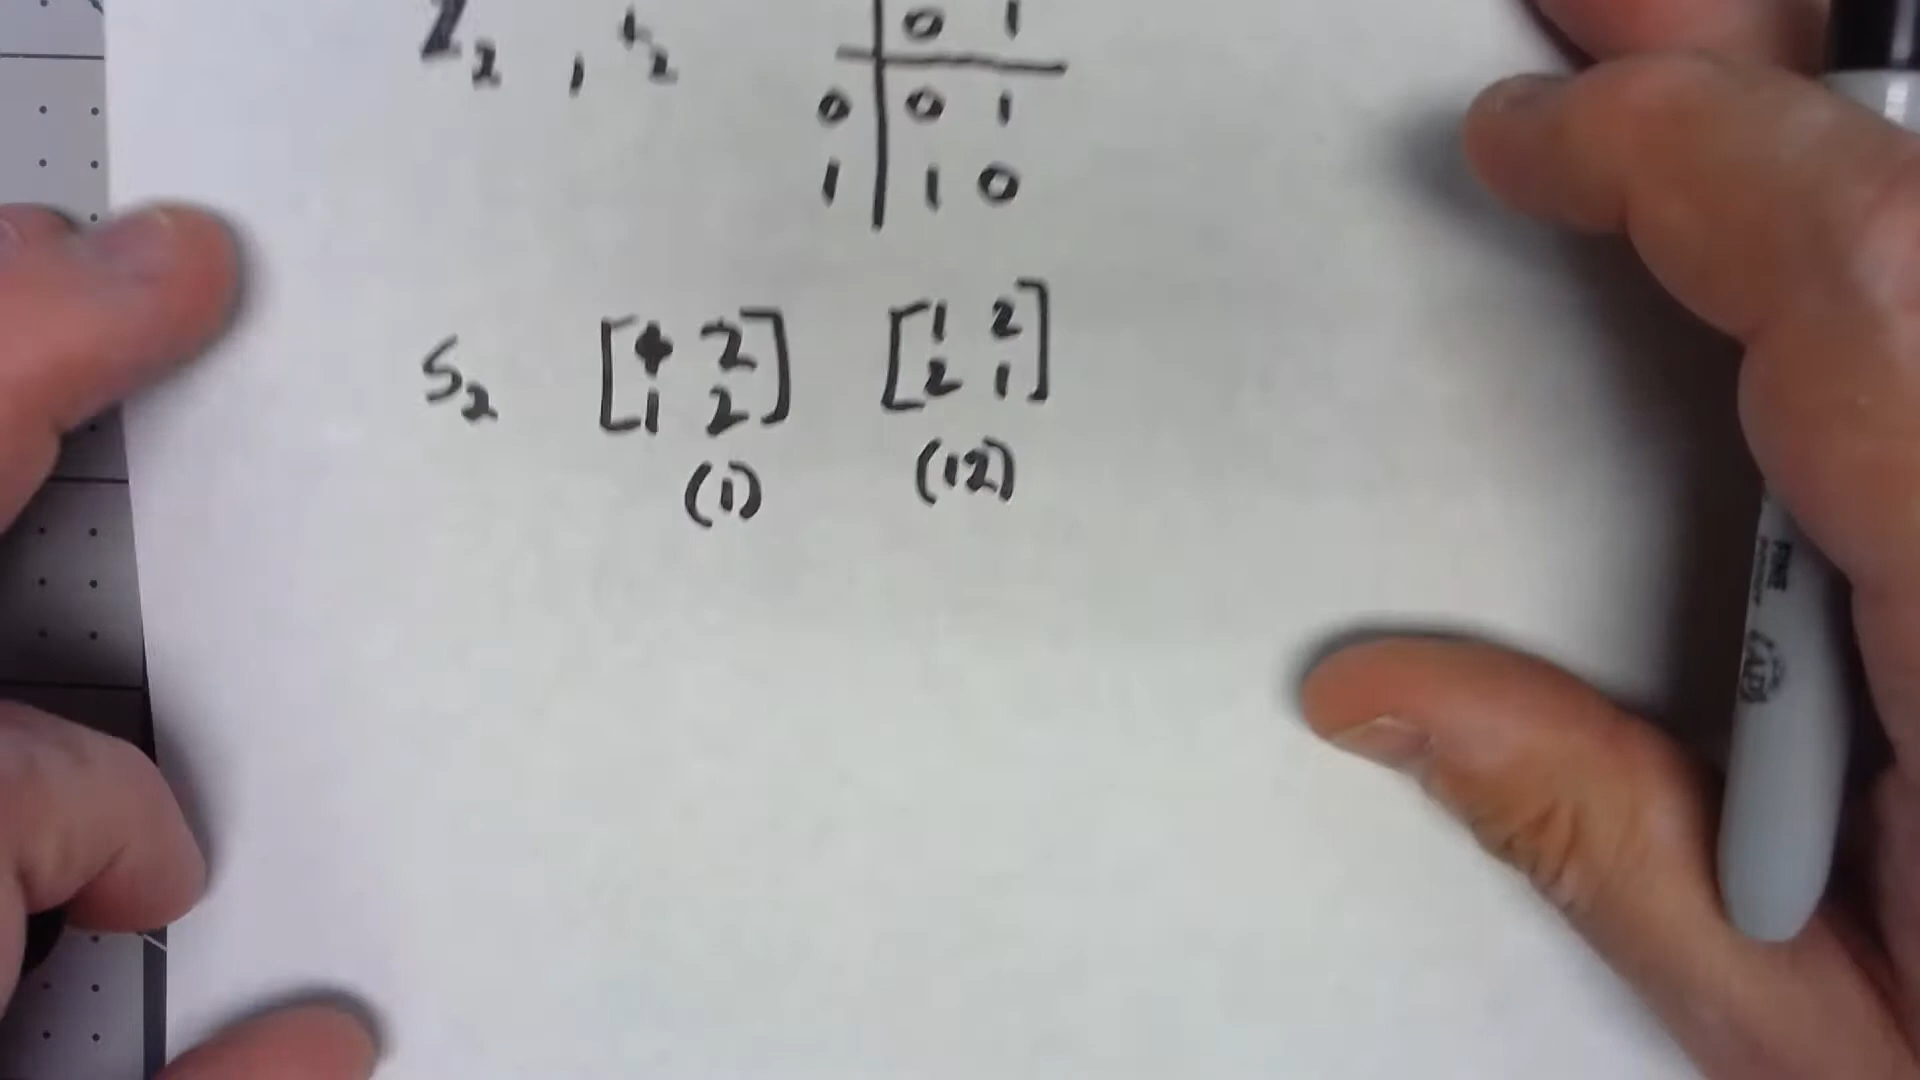 Z₂ , +₂
0 1
0 0 1
1 1 0
S₂ [1 2] [1 2]
[1 2] [2 1]
(1) (12)
FINE